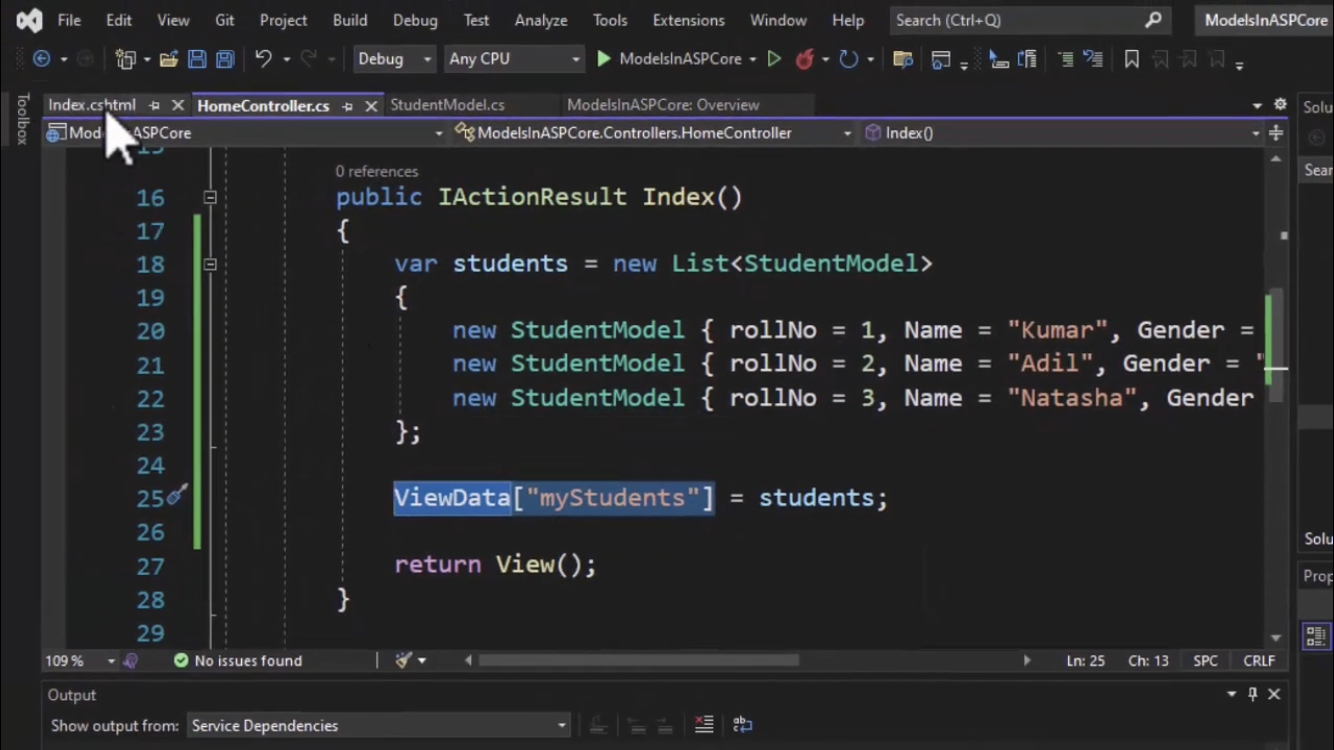 File Edit View Git Project Build Debug Test Analyze Tools Extensions Window Help Search (Ctrl+Q) ModelsInASPCore
Debug Any CPU ModelsInASPCore
Toolbox
Index.cshtml HomeController.cs StudentModel.cs ModelsInASPCore: Overview
ASPCore ModelsInASPCore.Controllers.HomeController Index()
0 references
16 public IActionResult Index()
17 {
18 var students = new List<StudentModel>
19 {
20 new StudentModel { rollNo = 1, Name = "Kumar", Gender =
21 new StudentModel { rollNo = 2, Name = "Adil", Gender = "
22 new StudentModel { rollNo = 3, Name = "Natasha", Gender
23 };
24
25 ViewData["myStudents"] = students;
26
27 return View();
28 }
29
109 % No issues found Ln: 25 Ch: 13 SPC CRLF
Output
Show output from: Service Dependencies
Solu
Sear
Solu
Prop